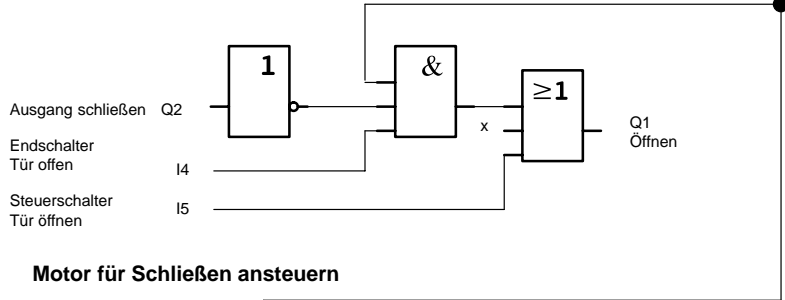 1
&
≥1
Ausgang schließen Q2
x
Q1
Öffnen
Endschalter
Tür offen
I4
Steuerschalter
Tür öffnen
I5
Motor für Schließen ansteuern